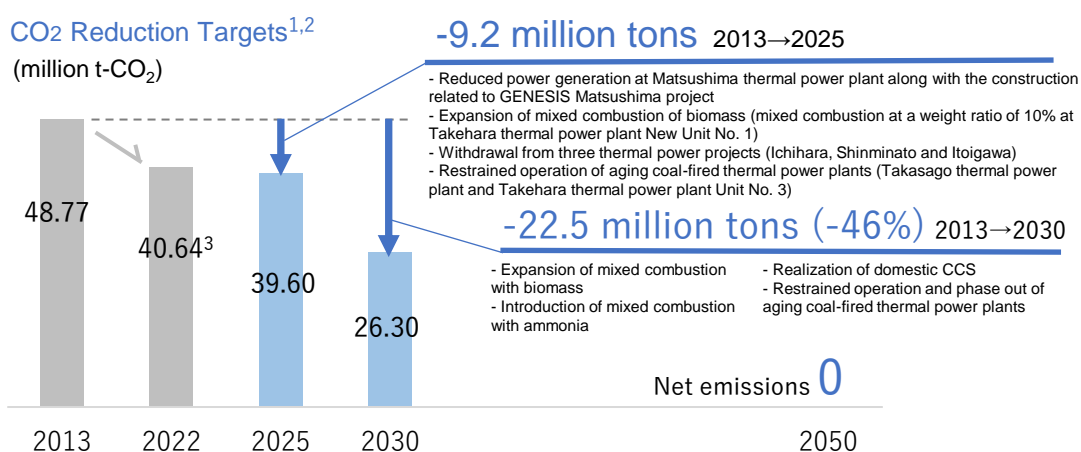 CO2 Reduction Targets1,2
(million t-CO2)
-9.2 million tons 2013→2025
- Reduced power generation at Matsushima thermal power plant along with the construction
related to GENESIS Matsushima project
- Expansion of mixed combustion of biomass (mixed combustion at a weight ratio of 10% at
Takehara thermal power plant New Unit No. 1)
- Withdrawal from three thermal power projects (Ichihara, Shinminato and Itoigawa)
- Restrained operation of aging coal-fired thermal power plants (Takasago thermal power
plant and Takehara thermal power plant Unit No. 3)
-22.5 million tons (-46%) 2013→2030
- Expansion of mixed combustion
with biomass
- Introduction of mixed combustion
with ammonia
- Realization of domestic CCS
- Restrained operation and phase out of
aging coal-fired thermal power plants
48.77
40.643
39.60
26.30
Net emissions 0
2013
2022
2025
2030
2050